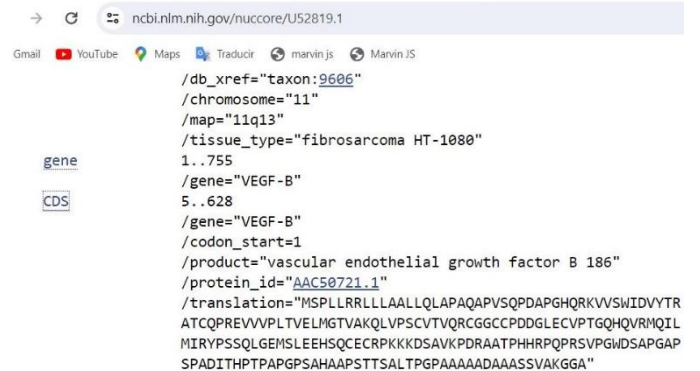 ncbi.nlm.nih.gov/nuccore/U52819.1
Gmail YouTube Maps Traducir marvin js Marvin JS
/db_xref="taxon:9606"
/chromosome="11"
/map="11q13"
/tissue_type="fibrosarcoma HT-1080"
gene 1..755
/gene="VEGF-B"
CDS 5..628
/gene="VEGF-B"
/codon_start=1
/product="vascular endothelial growth factor B 186"
/protein_id="AAC50721.1"
/translation="MSPLLRRLLLAALLQLAPAQAPVSQPDAPGHQRKVVSWIDVYTR
ATCQPREVVVPLTVELMGTVAKQLVPSCVTVQRCGGCCPDDGLECVPTGQHQVRMQIL
MIRYPSSQLGEMSLEEHSQCECRPKKKDSAVKPDRAATPHHRPQPRSVPGWDSAPGAP
SPADITHPTPAPGPSAHAAPSTTSALTPGPAAAAADAAASSVAKGGA"